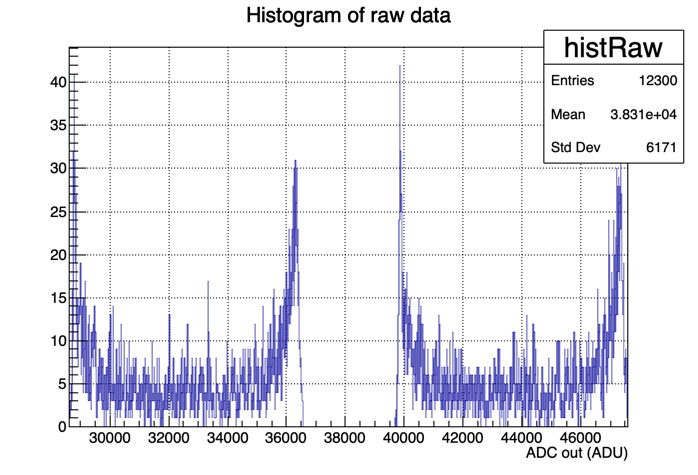 Histogram of raw data
histRaw
Entries 12300
Mean 3.831e+04
Std Dev 6171
40
35
30
25
20
15
10
5
0
30000 32000 34000 36000 38000 40000 42000 44000 46000
ADC out (ADU)